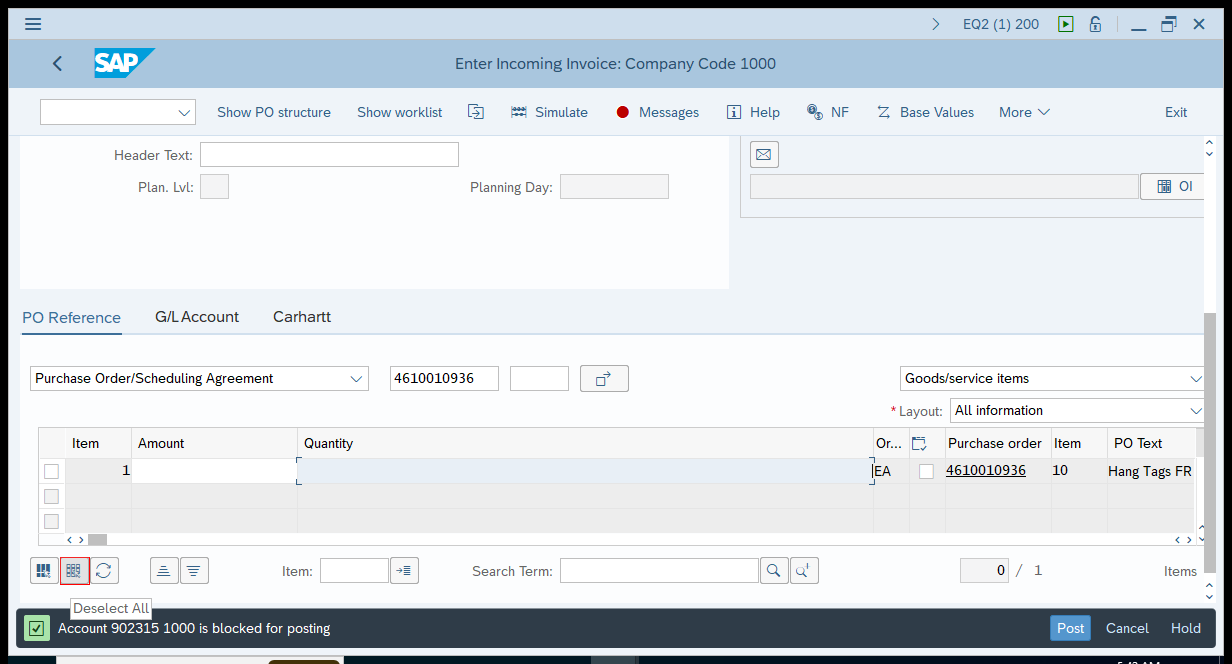 EQ2 (1) 200
SAP
Enter Incoming Invoice: Company Code 1000
Show PO structure Show worklist Simulate Messages Help NF Base Values More Exit
Header Text:
Plan. Lvl: Planning Day:
OI
PO Reference G/L Account Carhartt
Purchase Order/Scheduling Agreement 4610010936 Goods/service items
* Layout: All information
Item Amount Quantity Or... Purchase order Item PO Text
1 EA 4610010936 10 Hang Tags FR
Item: Search Term: 0 / 1 Items
Deselect All
Account 902315 1000 is blocked for posting Post Cancel Hold